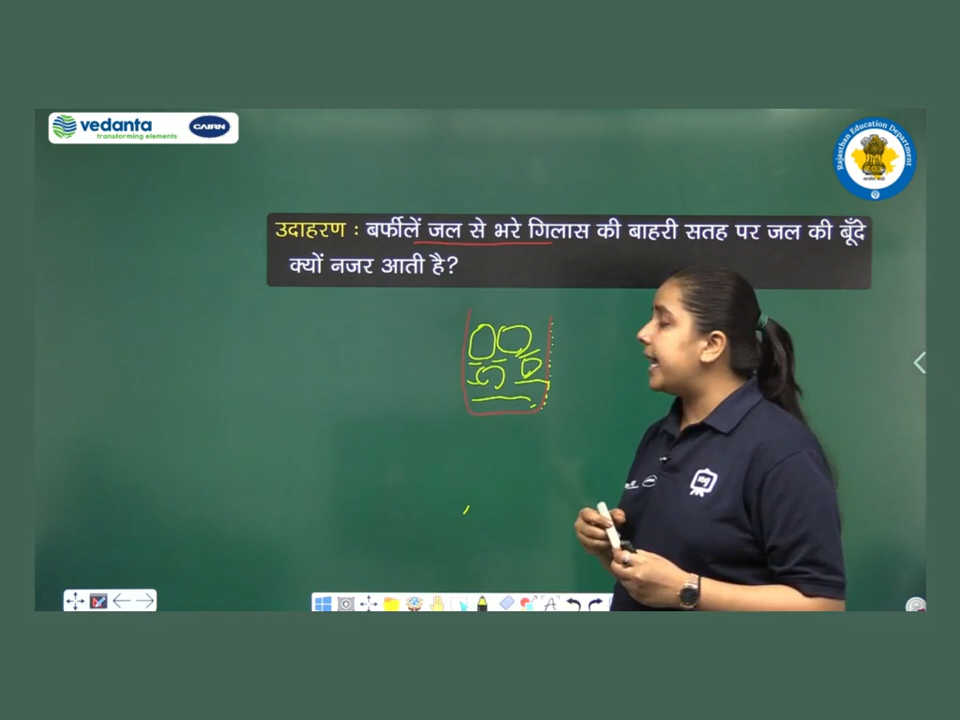 vedanta
transforming elements
CAIRN
Rajasthan Education Department
उदाहरण : बर्फीलें जल से भरे गिलास की बाहरी सतह पर जल की बूँदे
क्यों नजर आती है?